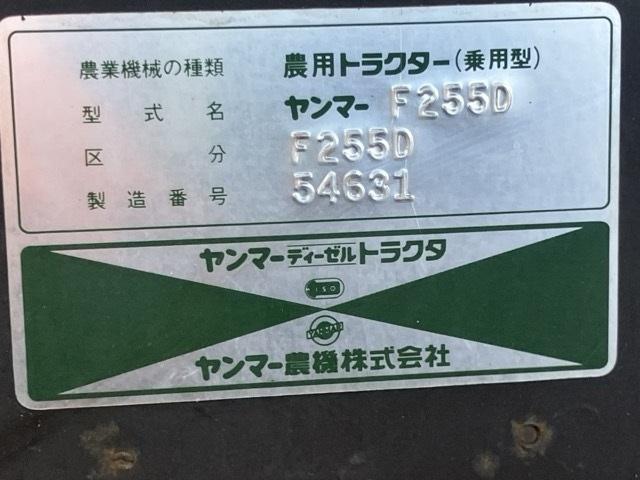 農業機械の種類 農用トラクター(乗用型)
型式名 ヤンマー F255D
区分 F255D
製造番号 54631
ヤンマーディーゼルトラクタ
ISO
YANMAR
ヤンマー農機株式会社